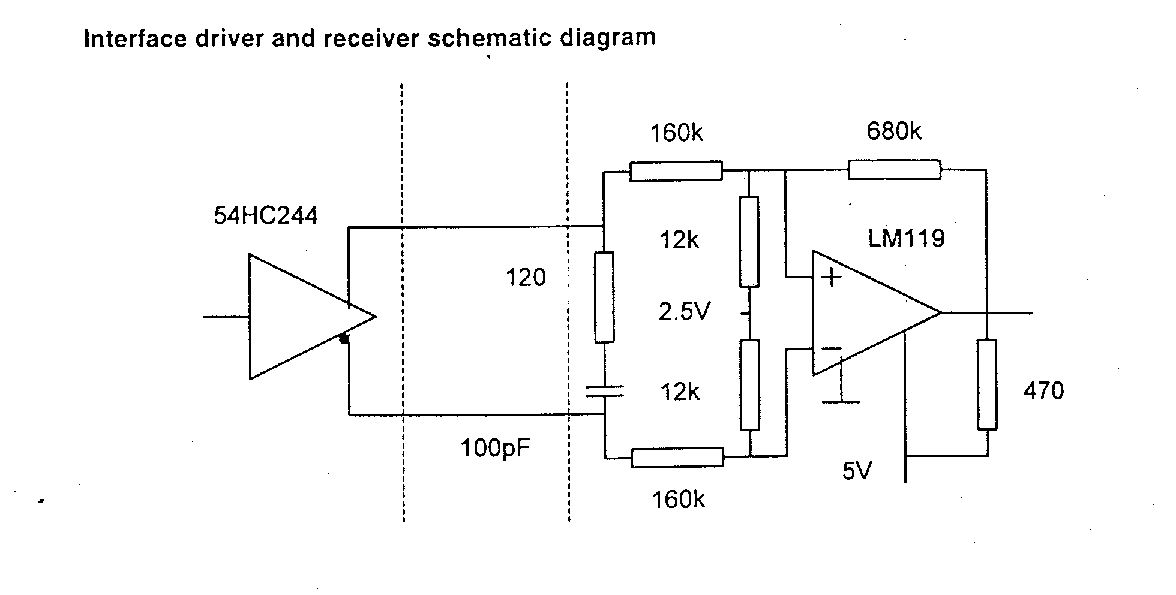 Interface driver and receiver schematic diagram
160k
680k
54HC244
12k
LM119
120
+
2.5V
−
12k
470
100pF
5V
160k